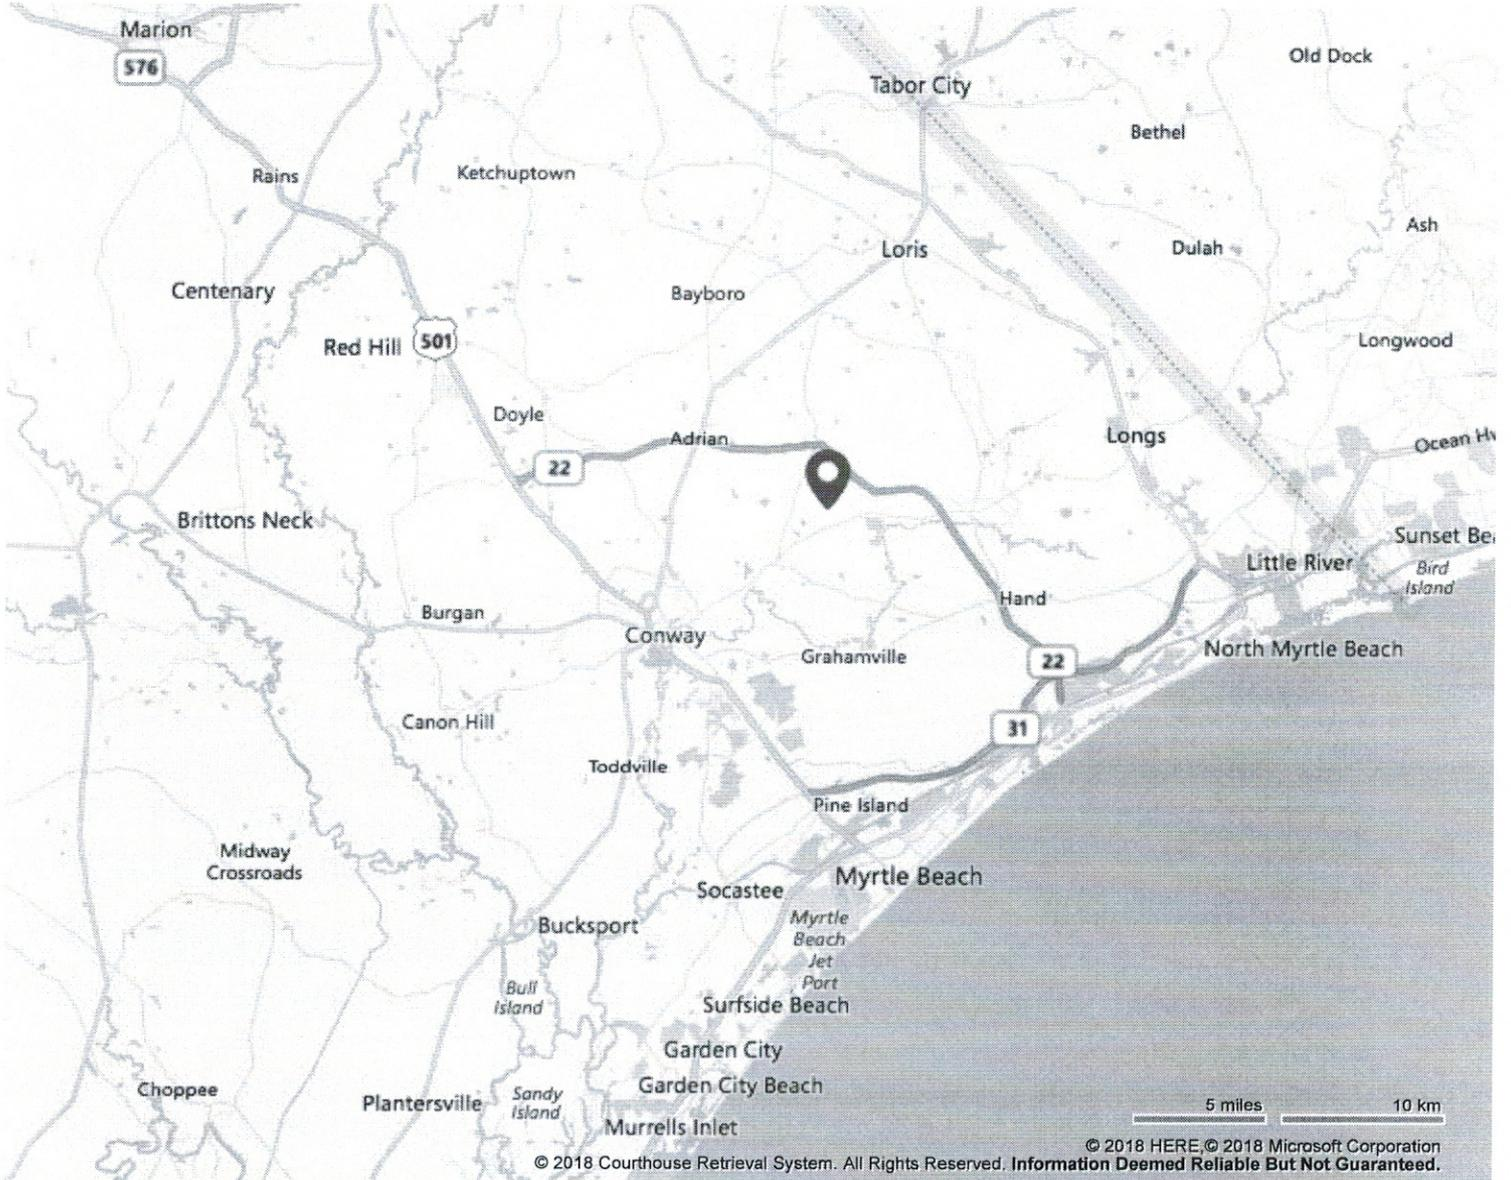 Marion
576
Old Dock
Tabor City
Bethel
Rains
Ketchuptown
Ash
Loris
Dulah
Centenary
Bayboro
Red Hill
501
Longwood
Doyle
Adrian
Longs
Ocean
22
Brittons Neck
Sunset
Little River
Bird
Island
Hand
Burgan
Conway
Grahamville
22
North Myrtle Beach
Canon Hill
31
Toddville
Pine Island
Midway
Crossroads
Myrtle Beach
Socastee
Myrtle
Beach
Jet
Port
Bucksport
Bull
Island
Surfside Beach
Garden City
Garden City Beach
Choppee
Plantersville
Sandy
Island
Murrells Inlet
5 miles
10 km
© 2018 HERE,© 2018 Microsoft Corporation
© 2018 Courthouse Retrieval System. All Rights Reserved. Information Deemed Reliable But Not Guaranteed.